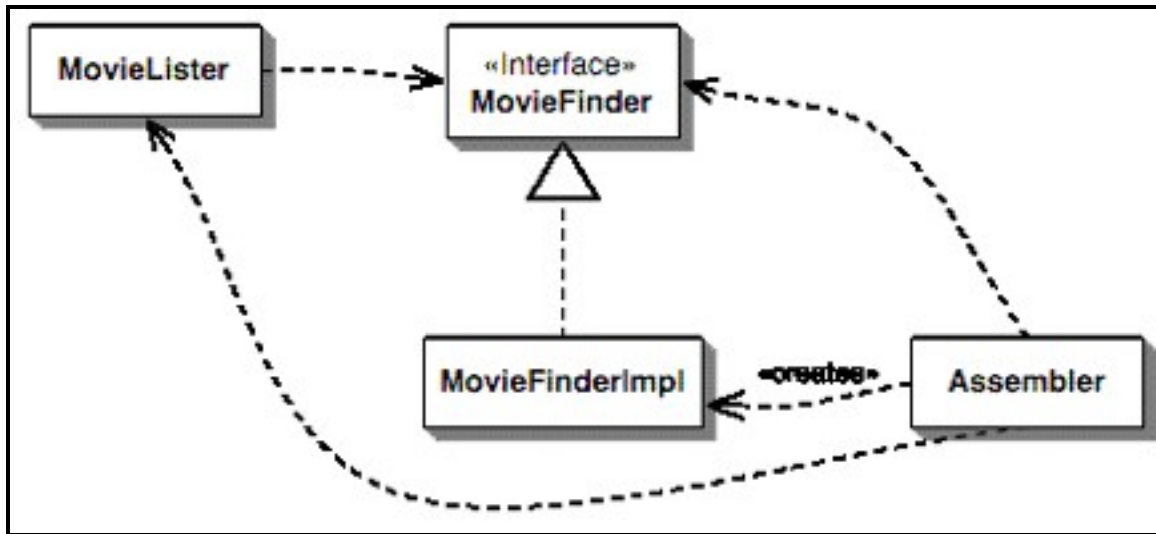 MovieLister
«Interface»
MovieFinder
MovieFinderImpl
«creates»
Assembler